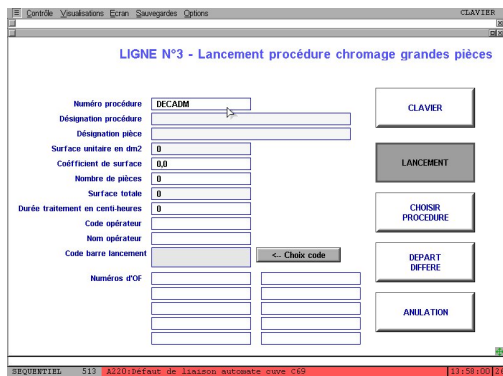 Contrôle Visualisations Ecran Sauvegardes Options CLAVIER
LIGNE N°3 - Lancement procédure chromage grandes pièces
Numéro procédure DECADM
CLAVIER
Désignation procédure
Désignation pièce
Surface unitaire en dm2 0
Coéfficient de surface 0,0
LANCEMENT
Nombre de pièces 0
Surface totale 0
Durée traitement en centi-heures 0
CHOISIR
PROCEDURE
Code opérateur
Nom opérateur
Code barre lancement <-- Choix code
DEPART
DIFFERE
Numéros d'OF
ANULATION
SEQUENTIEL 513 A220:Défaut de liaison automate cuve C69 13:58:00